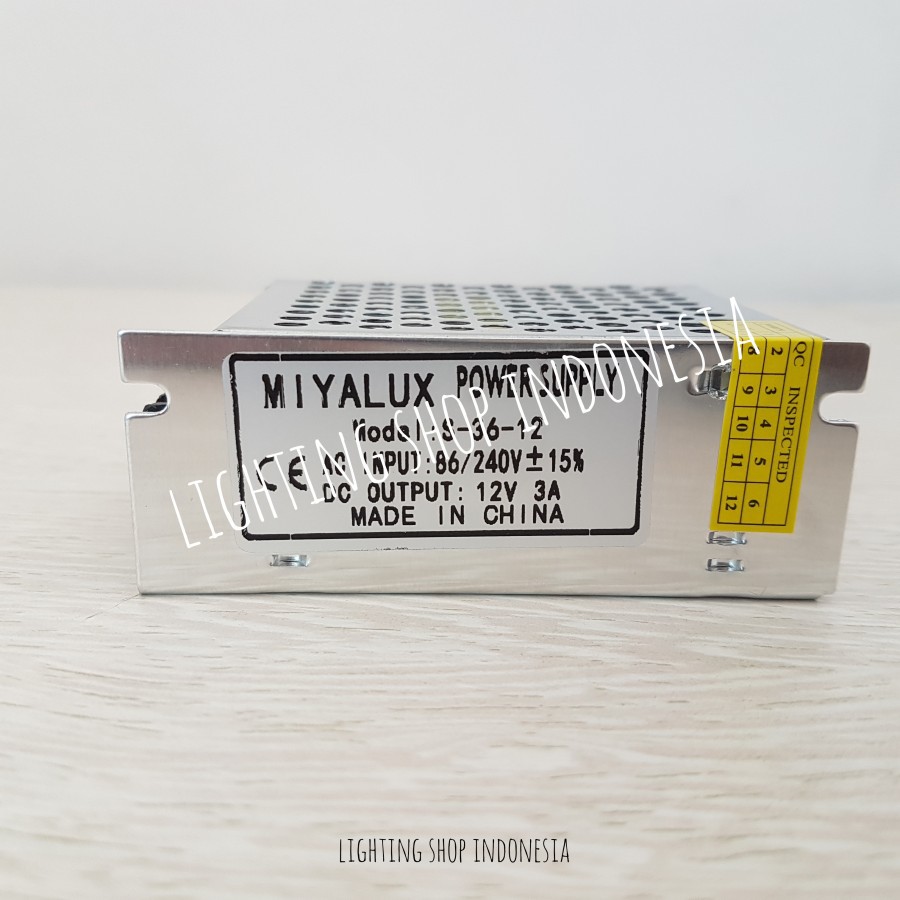 MIYALUX POWER SUPPLY
Model:S-36-12
CE AC INPUT:86/240V±15%
DC OUTPUT: 12V 3A
MADE IN CHINA
QC INSPECTED
2 3 4 5 6
9 10 11 12
LIGHTING SHOP INDONESIA
LIGHTING SHOP INDONESIA